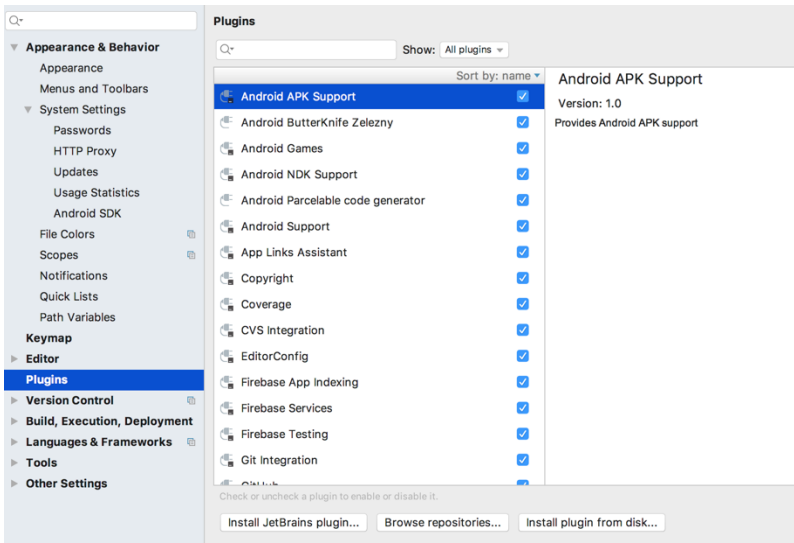 Appearance & Behavior
Appearance
Menus and Toolbars
System Settings
Passwords
HTTP Proxy
Updates
Usage Statistics
Android SDK
File Colors
Scopes
Notifications
Quick Lists
Path Variables
Keymap
Editor
Plugins
Version Control
Build, Execution, Deployment
Languages & Frameworks
Tools
Other Settings
Plugins
Show: All plugins
Sort by: name
Android APK Support
Android ButterKnife Zelezny
Android Games
Android NDK Support
Android Parcelable code generator
Android Support
App Links Assistant
Copyright
Coverage
CVS Integration
EditorConfig
Firebase App Indexing
Firebase Services
Firebase Testing
Git Integration
GitHub
Check or uncheck a plugin to enable or disable it.
Install JetBrains plugin... Browse repositories... Install plugin from disk...
Android APK Support
Version: 1.0
Provides Android APK support